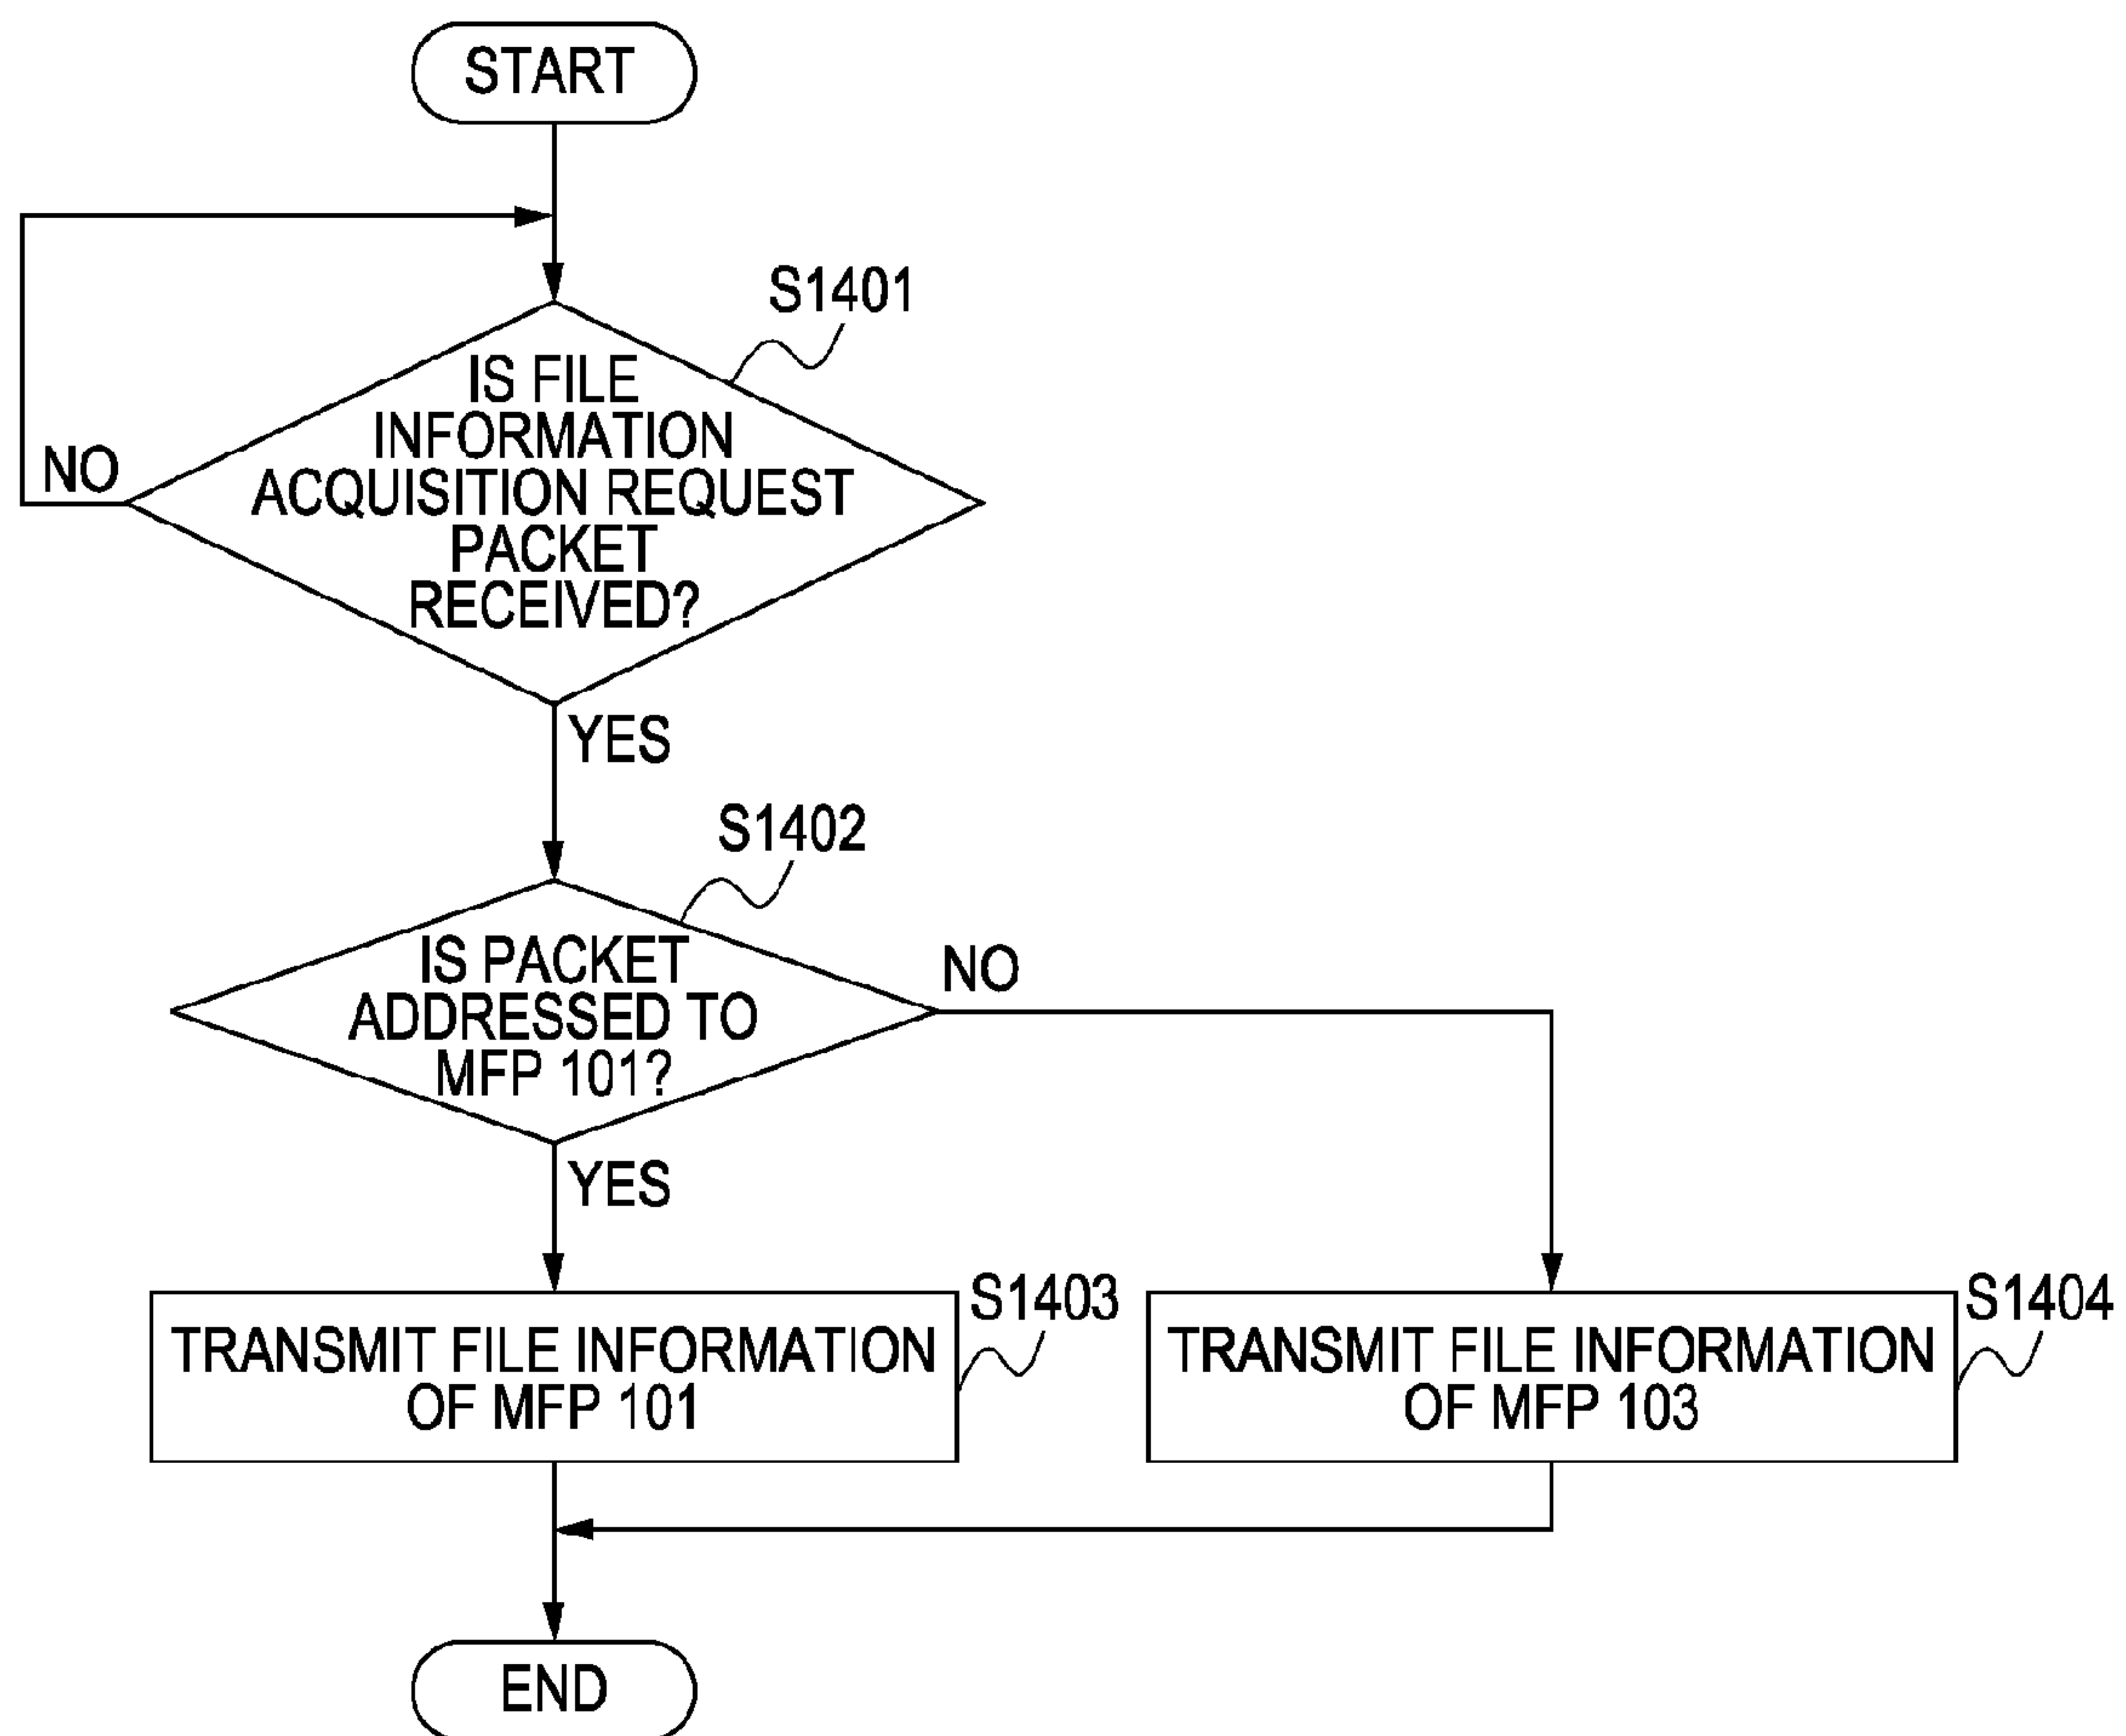 START
S1401
IS FILE
INFORMATION
ACQUISITION REQUEST
PACKET
RECEIVED?
NO
YES
S1402
IS PACKET
ADDRESSED TO
MFP 101?
NO
YES
S1403
TRANSMIT FILE INFORMATION
OF MFP 101
S1404
TRANSMIT FILE INFORMATION
OF MFP 103
END